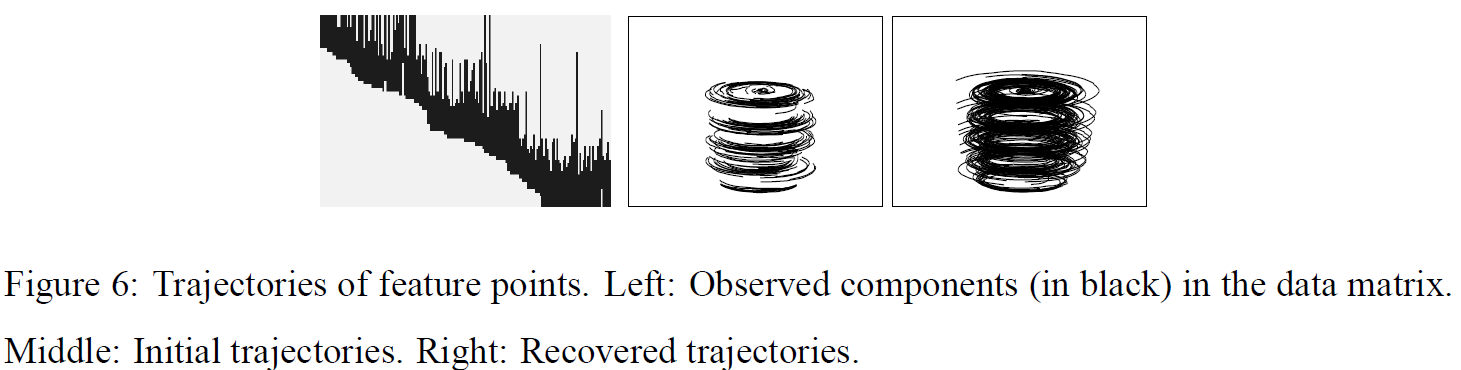 Figure 6: Trajectories of feature points. Left: Observed components (in black) in the data matrix.
Middle: Initial trajectories. Right: Recovered trajectories.